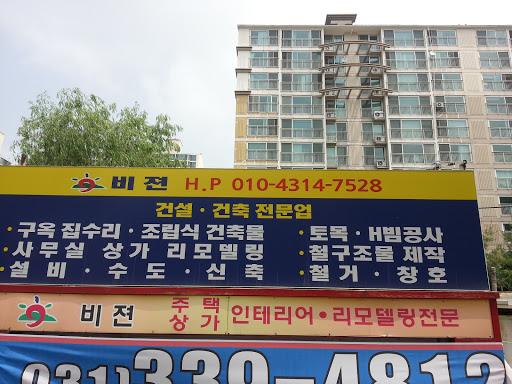 비젼 H.P 010-4314-7528
건설·건축 전문업
·구옥 집수리·조립식 건축물 ·토목·H빔공사
·사무실 상가 리모델링 ·철구조물 제작
·설비·수도·신축 ·철거·창호
비젼 주택 상가 인테리어·리모델링전문
031)339-4812